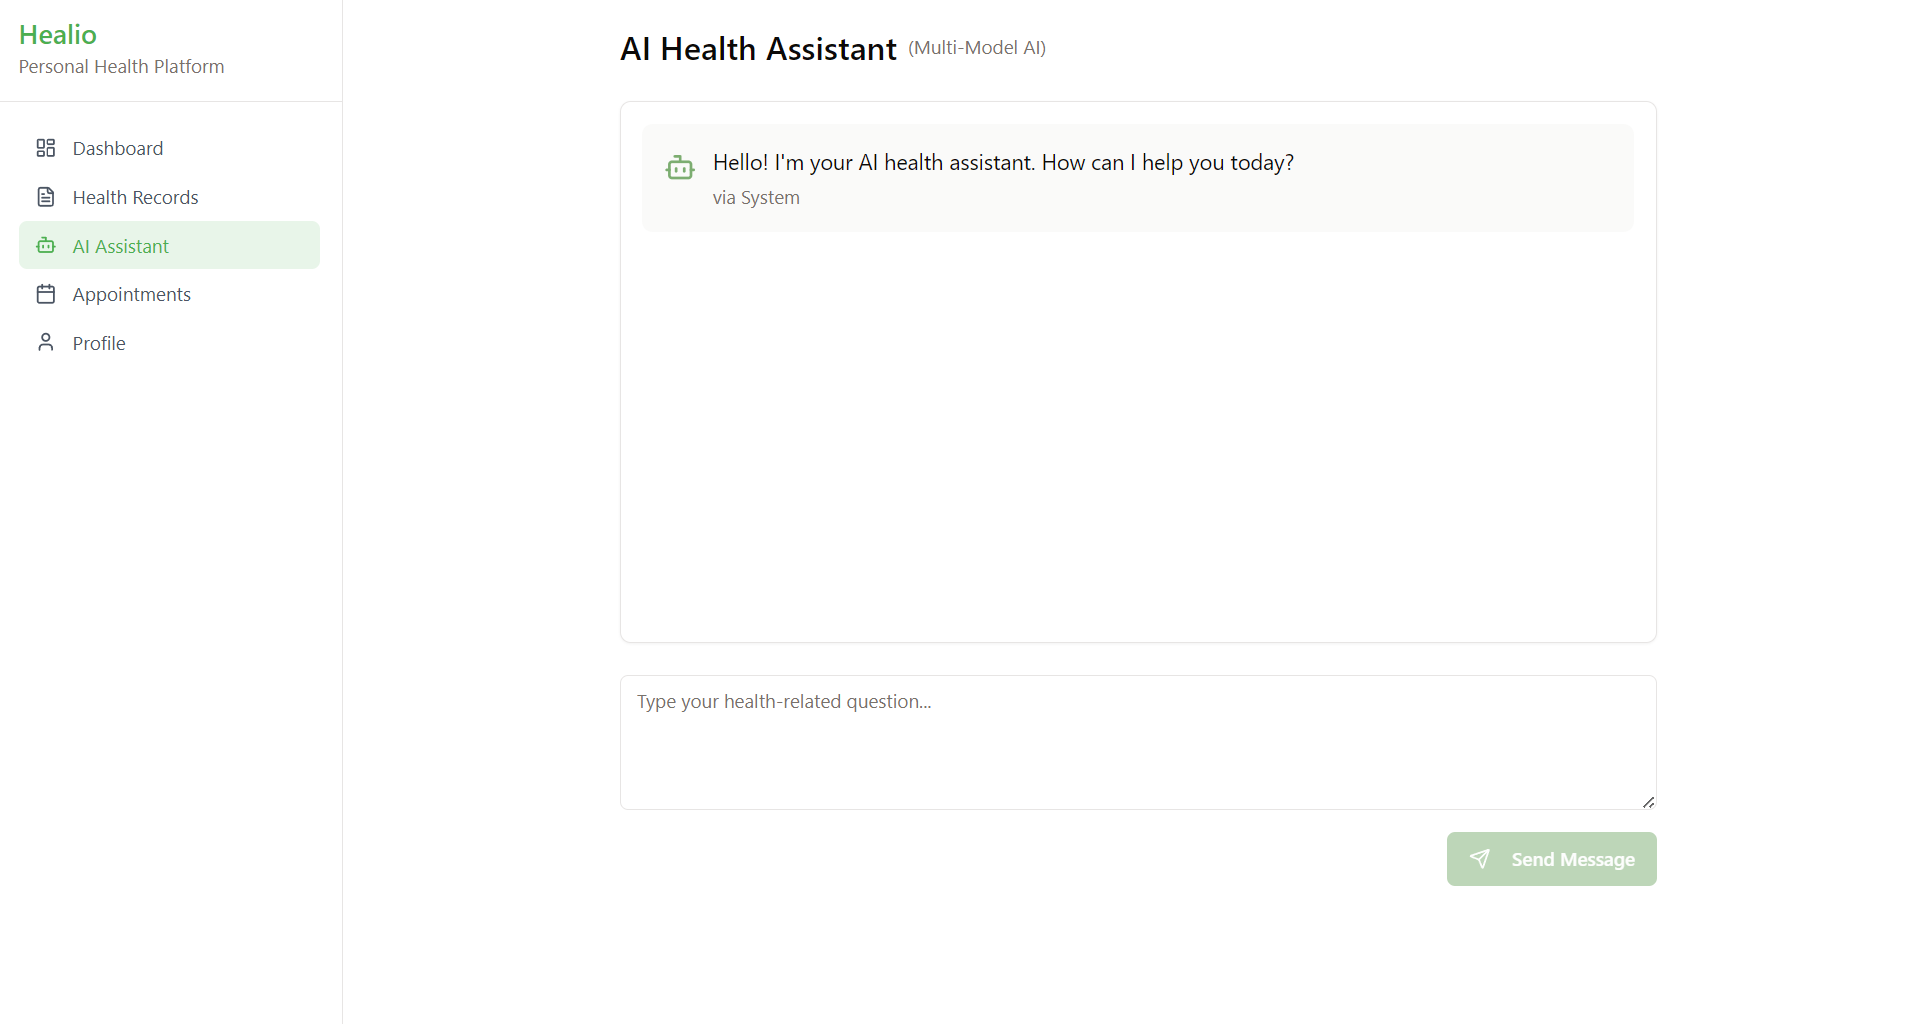 Healio
Personal Health Platform
Dashboard
Health Records
AI Assistant
Appointments
Profile
AI Health Assistant (Multi-Model AI)
Hello! I'm your AI health assistant. How can I help you today?
via System
Type your health-related question...
Send Message